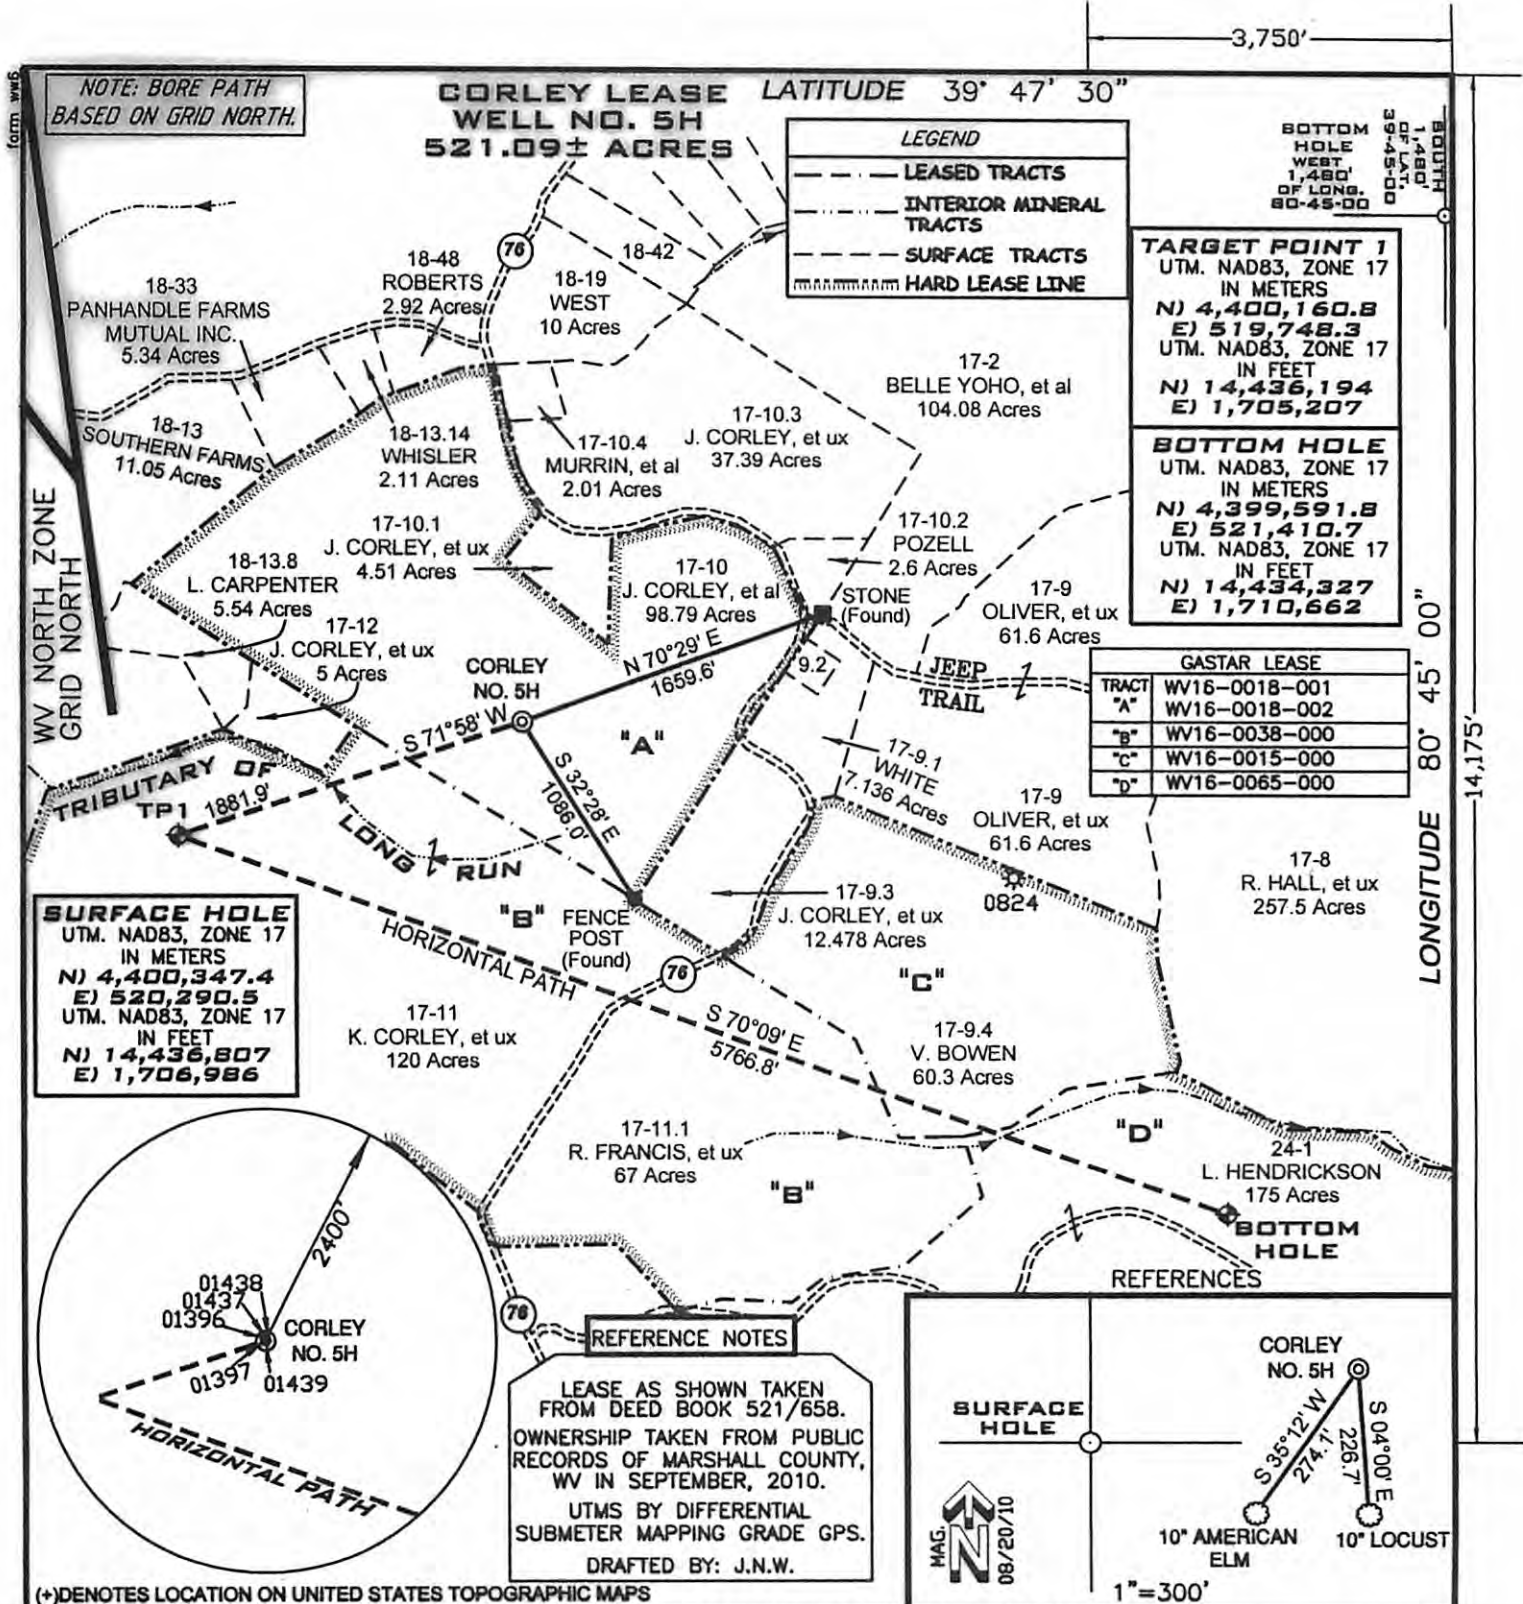 3,750'
form ww6
NOTE: BORE PATH
BASED ON GRID NORTH.
CORLEY LEASE
WELL NO. 5H
521.09± ACRES
LATITUDE 39° 47' 30"
LEGEND
LEASED TRACTS
INTERIOR MINERAL
TRACTS
SURFACE TRACTS
HARD LEASE LINE
BOTTOM
HOLE
WEST
1,480'
OF LONG.
80-45-00
SOUTH
1,480'
OF LAT.
39-45-00
TARGET POINT 1
UTM. NAD83, ZONE 17
IN METERS
N) 4,400,160.8
E) 519,748.3
UTM. NAD83, ZONE 17
IN FEET
N) 14,436,194
E) 1,705,207
BOTTOM HOLE
UTM. NAD83, ZONE 17
IN METERS
N) 4,399,591.8
E) 521,410.7
UTM. NAD83, ZONE 17
IN FEET
N) 14,434,327
E) 1,710,662
76
18-42
18-48
ROBERTS
2.92 Acres
18-19
WEST
10 Acres
18-33
PANHANDLE FARMS
MUTUAL INC.
5.34 Acres
17-2
BELLE YOHO, et al
104.08 Acres
18-13
SOUTHERN FARMS
11.05 Acres
18-13.14
WHISLER
2.11 Acres
17-10.4
MURRIN, et al
2.01 Acres
17-10.3
J. CORLEY, et ux
37.39 Acres
WV NORTH ZONE
GRID NORTH
17-10.1
J. CORLEY, et ux
4.51 Acres
17-10.2
POZELL
2.6 Acres
18-13.8
L. CARPENTER
5.54 Acres
17-10
J. CORLEY, et al
98.79 Acres
STONE
(Found)
17-9
OLIVER, et ux
61.6 Acres
17-12
J. CORLEY, et ux
5 Acres
CORLEY
NO. 5H
N 70°29' E
1659.6'
9.2
JEEP
TRAIL
GASTAR LEASE
TRACT "A" WV16-0018-001
WV16-0018-002
"B" WV16-0038-000
"C" WV16-0015-000
"D" WV16-0065-000
LONGITUDE 80° 45' 00"
14,175'
S 71°58' W
1881.9'
"A"
S 32°28' E
1086.0'
17-9.1
WHITE
7.136 Acres
TRIBUTARY OF
LONG RUN
TP1
17-9
OLIVER, et ux
61.6 Acres
0824
17-8
R. HALL, et ux
257.5 Acres
17-9.3
J. CORLEY, et ux
12.478 Acres
"B"
FENCE
POST
(Found)
76
HORIZONTAL PATH
"C"
SURFACE HOLE
UTM. NAD83, ZONE 17
IN METERS
N) 4,400,347.4
E) 520,290.5
UTM. NAD83, ZONE 17
IN FEET
N) 14,436,807
E) 1,706,986
17-11
K. CORLEY, et ux
120 Acres
S 70°09' E
5766.8'
17-9.4
V. BOWEN
60.3 Acres
17-11.1
R. FRANCIS, et ux
67 Acres
"B"
"D"
24-1
L. HENDRICKSON
175 Acres
BOTTOM
HOLE
2400'
01438
01437
01396
01397
01439
CORLEY
NO. 5H
HORIZONTAL PATH
76
REFERENCE NOTES
LEASE AS SHOWN TAKEN
FROM DEED BOOK 521/658.
OWNERSHIP TAKEN FROM PUBLIC
RECORDS OF MARSHALL COUNTY,
WV IN SEPTEMBER, 2010.
UTMS BY DIFFERENTIAL
SUBMETER MAPPING GRADE GPS.
DRAFTED BY: J.N.W.
REFERENCES
CORLEY
NO. 5H
SURFACE
HOLE
S 35°12' W
274.1'
S 04°00' E
226.7'
10" AMERICAN
ELM
10" LOCUST
MAG.
N
08/20/10
1"=300'
(+)DENOTES LOCATION ON UNITED STATES TOPOGRAPHIC MAPS